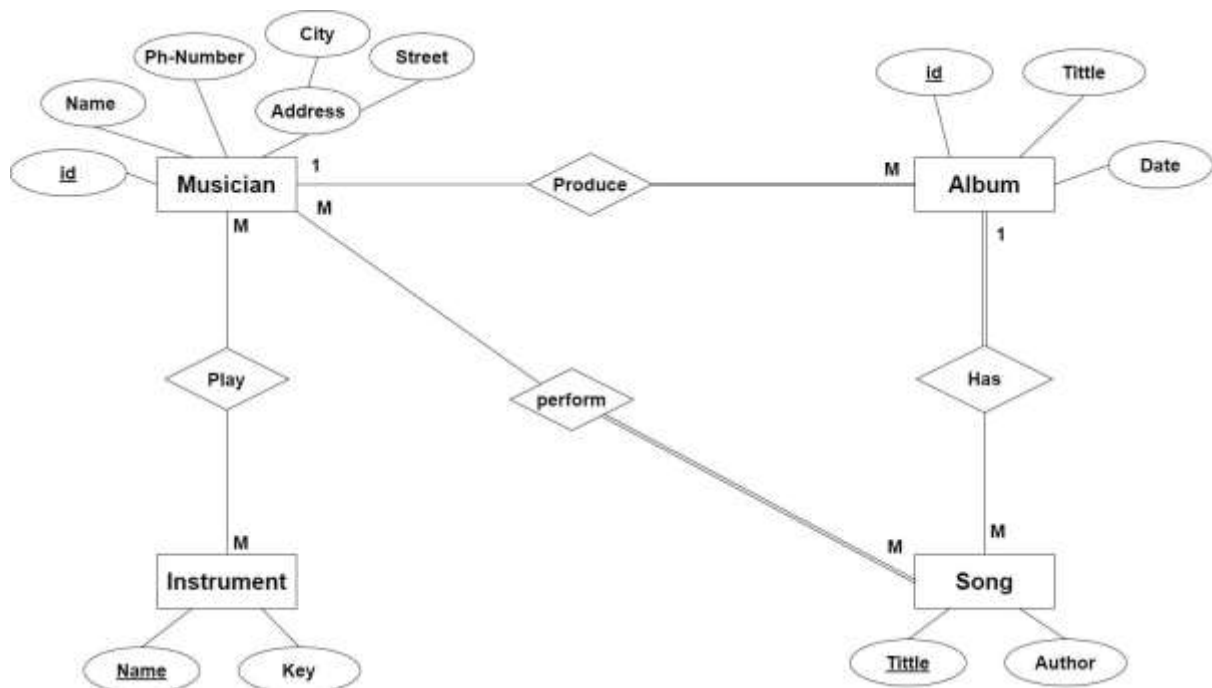 City
Ph-Number
Street
id
Tittle
Name
Address
id
Musician
1
Produce
M
Album
Date
M
M
1
Play
perform
Has
M
M
M
Instrument
Song
Name
Key
Tittle
Author